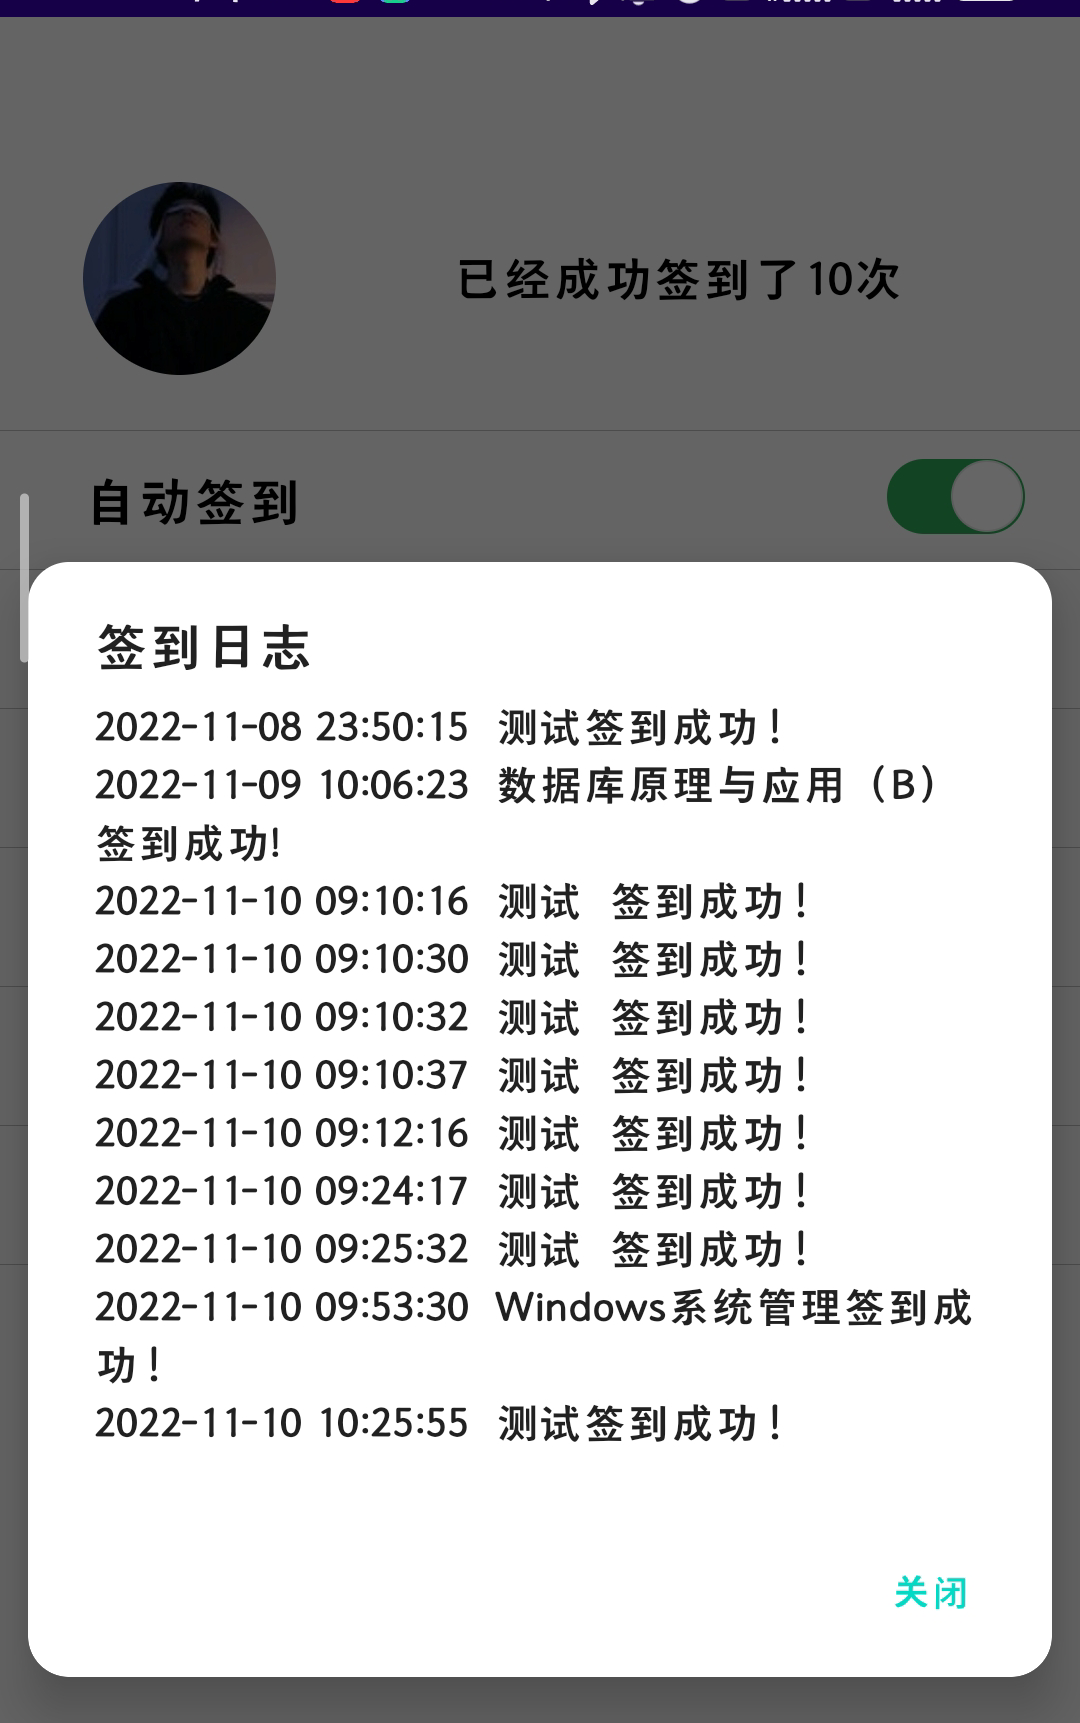 已经成功签到了10次
自动签到
签到日志
2022-11-08 23:50:15 测试签到成功！
2022-11-09 10:06:23 数据库原理与应用（B）
签到成功!
2022-11-10 09:10:16 测试 签到成功！
2022-11-10 09:10:30 测试 签到成功！
2022-11-10 09:10:32 测试 签到成功！
2022-11-10 09:10:37 测试 签到成功！
2022-11-10 09:12:16 测试 签到成功！
2022-11-10 09:24:17 测试 签到成功！
2022-11-10 09:25:32 测试 签到成功！
2022-11-10 09:53:30 Windows系统管理签到成
功！
2022-11-10 10:25:55 测试签到成功！
关闭